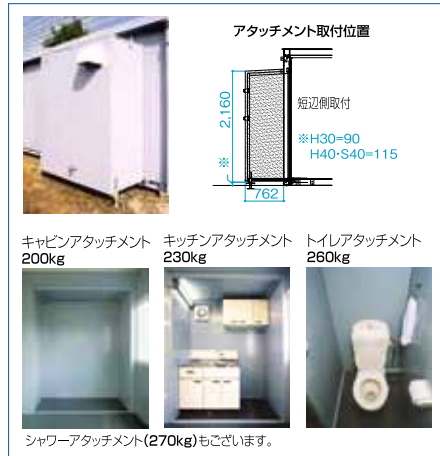 アタッチメント取付位置
2,160
短辺側取付
※H30=90
H40･S40=115
※
762
キャビンアタッチメント
200kg
キッチンアタッチメント
230kg
トイレアタッチメント
260kg
シャワーアタッチメント(270kg)もございます。